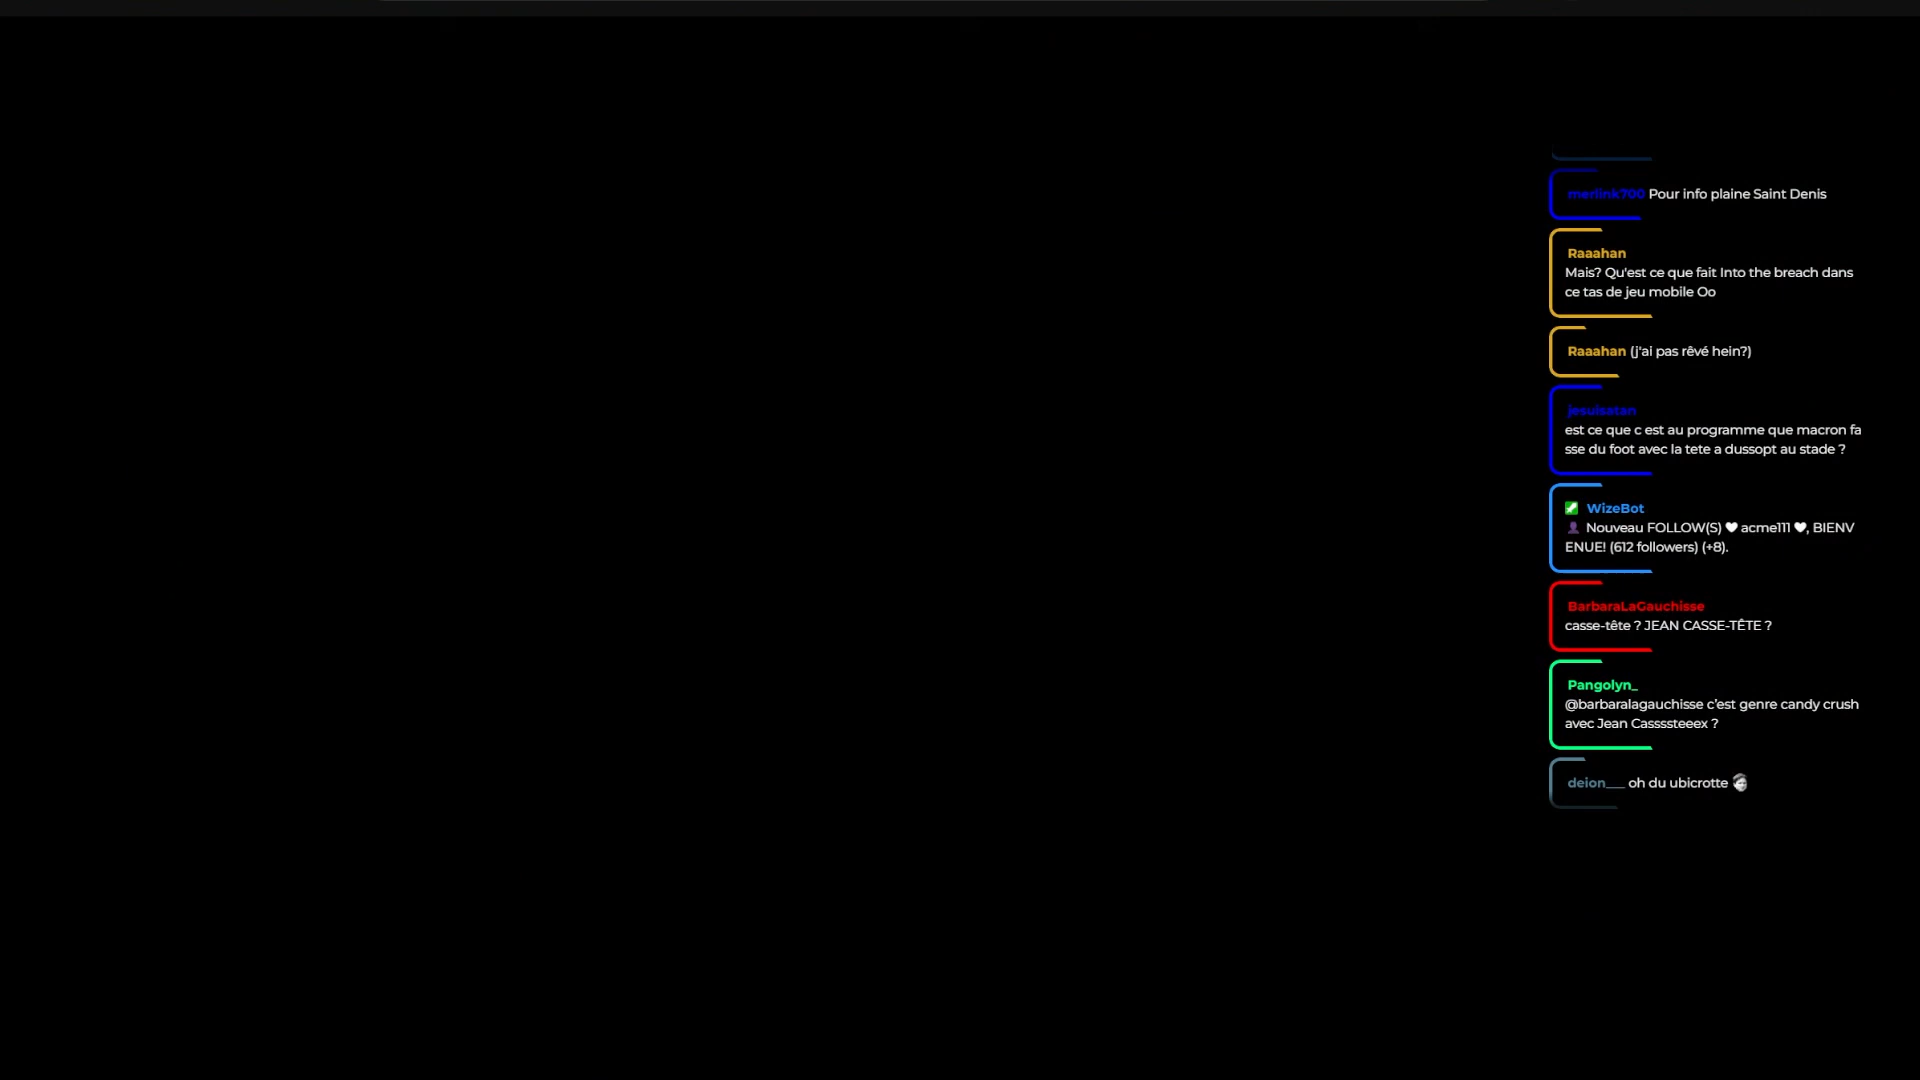 merlink700 Pour info plaine Saint Denis
Raaahan
Mais? Qu'est ce que fait Into the breach dans
ce tas de jeu mobile Oo
Raaahan (j'ai pas rêvé hein?)
jesuisatan
est ce que c est au programme que macron fa
sse du foot avec la tete a dussopt au stade ?
WizeBot
Nouveau FOLLOW(S) acme111 , BIENV
ENUE! (612 followers) (+8).
BarbaraLaGauchisse
casse-tête ? JEAN CASSE-TÊTE ?
Pangolyn_
@barbaralagauchisse c'est genre candy crush
avec Jean Cassssteeex ?
deion___ oh du ubicrotte